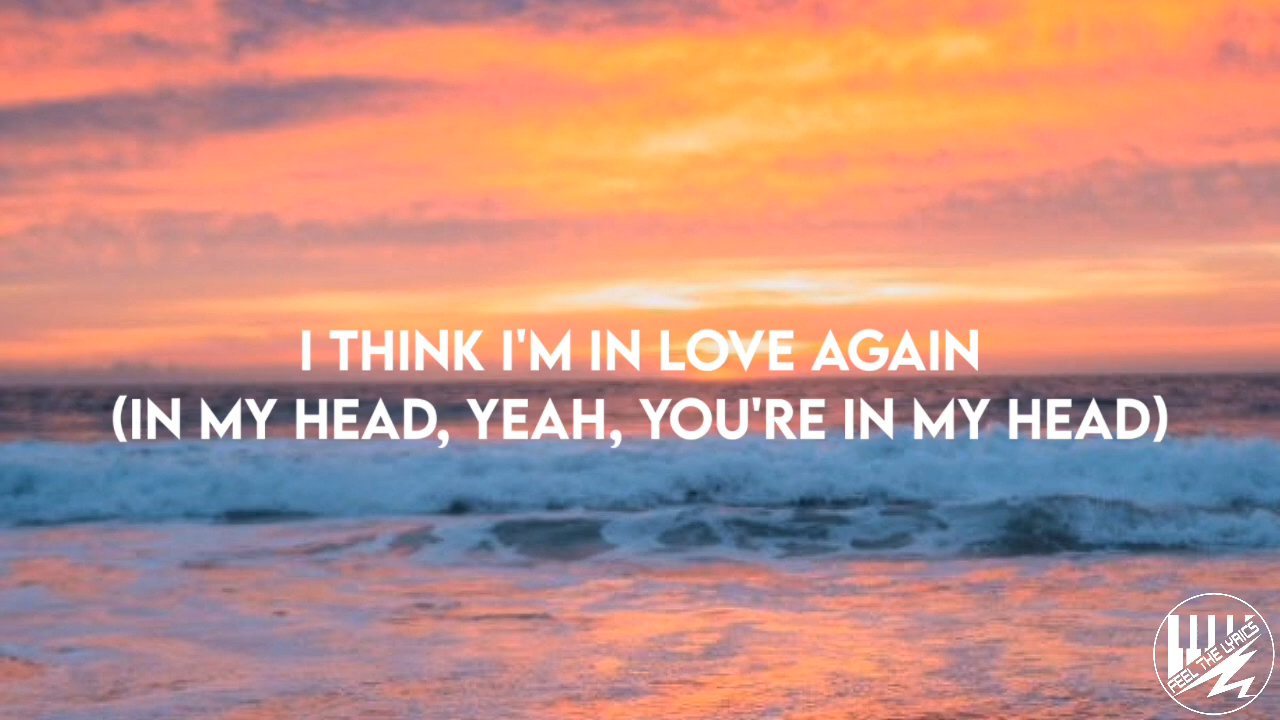 I THINK I'M IN LOVE AGAIN
(IN MY HEAD, YEAH, YOU'RE IN MY HEAD)
FEEL THE LYRICS